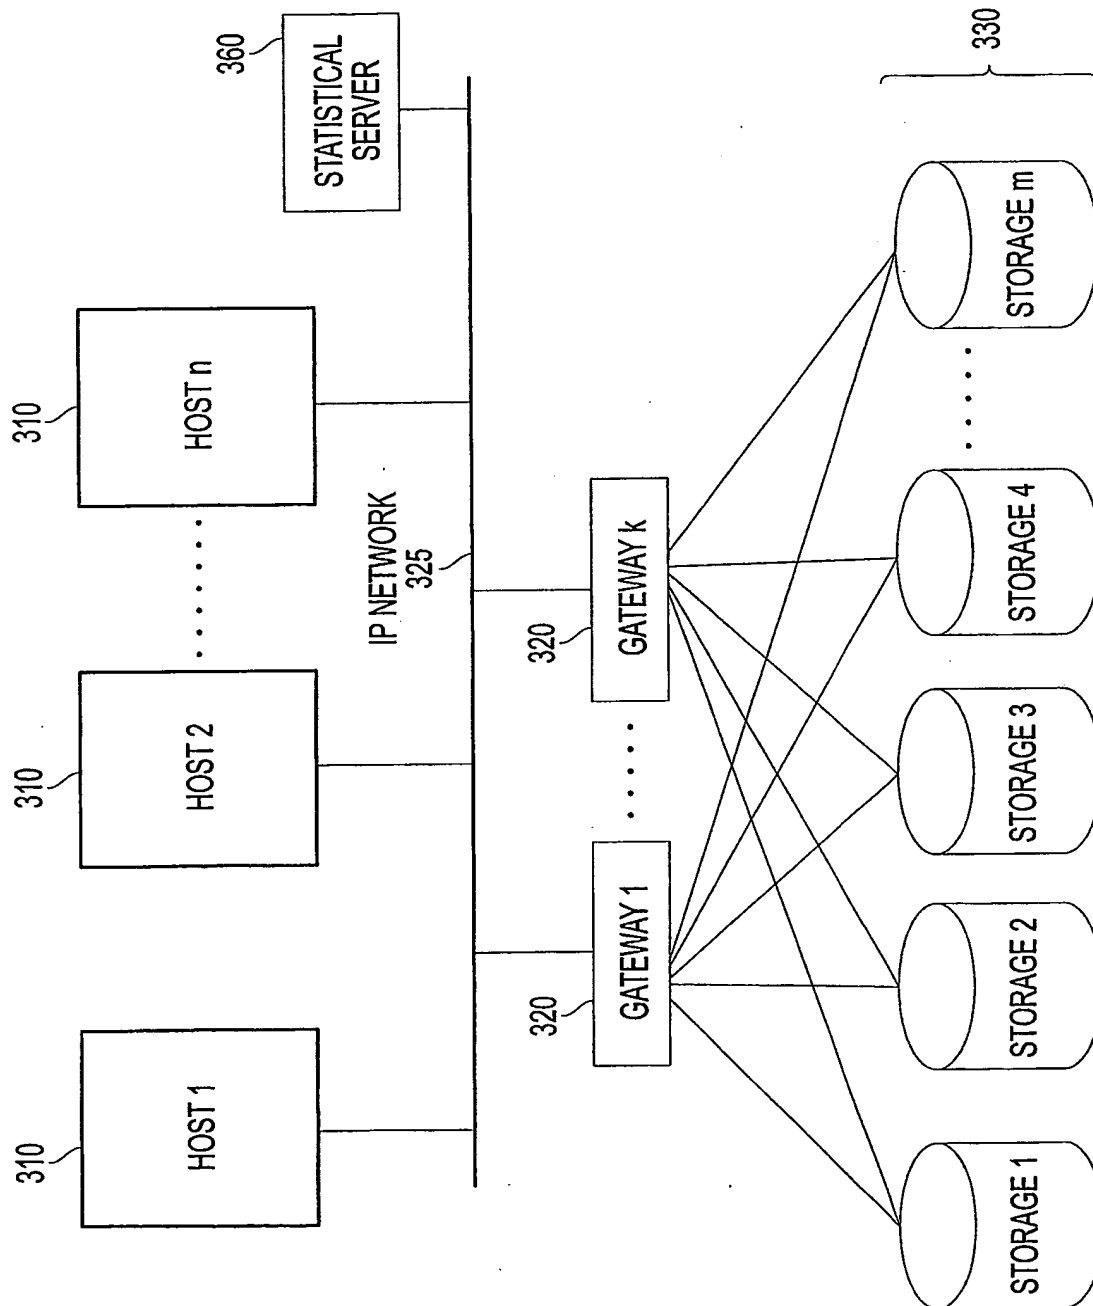 310
HOST 1
310
HOST 2
310
HOST n
360
STATISTICAL
SERVER
IP NETWORK
325
320
GATEWAY 1
320
GATEWAY k
STORAGE 1
STORAGE 2
STORAGE 3
STORAGE 4
STORAGE m
330